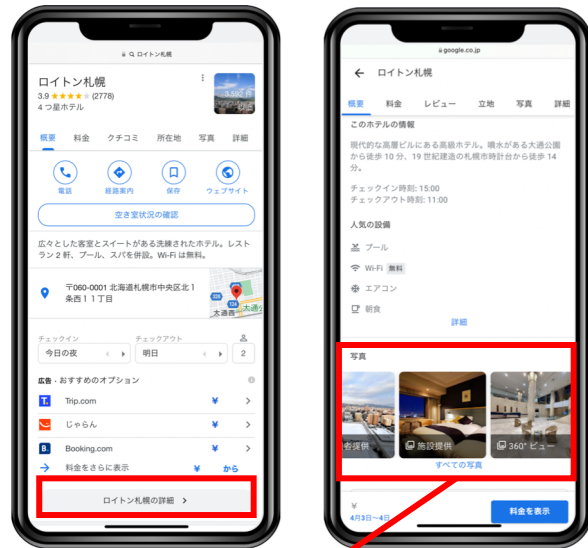 ロイトン札幌
ロイトン札幌
3.9 ★★★★★ (2778)
4 つ星ホテル
概要 料金 クチコミ 所在地 写真 詳細
電話 経路案内 保存 ウェブサイト
空き室状況の確認
広々とした客室とスイートがある洗練されたホテル。レスト
ラン 2 軒、プール、スパを併設。Wi-Fi は無料。
〒060-0001 北海道札幌市中央区北 1
条西 1 1 丁目
大通西
チェックイン チェックアウト
今日の夜 明日 2
広告・おすすめのオプション
T. Trip.com ¥
じゃらん ¥
B. Booking.com ¥
料金をさらに表示 ¥ から
ロイトン札幌の詳細
google.co.jp
ロイトン札幌
概要 料金 レビュー 立地 写真 詳細
このホテルの情報
現代的な高層ビルにある高級ホテル。噴水がある大通公園
から徒歩 10 分、19 世紀建造の札幌市時計台から徒歩 14
分。
チェックイン時刻: 15:00
チェックアウト時刻: 11:00
人気の設備
プール
Wi-Fi 無料
エアコン
朝食
詳細
写真
者提供 施設提供 360° ビュー
すべての写真
¥
4月3日～4日
料金を表示